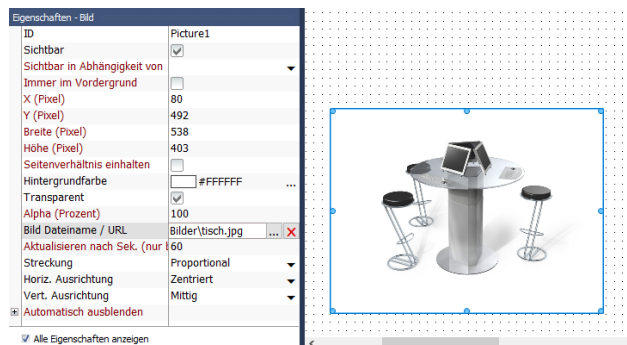 Eigenschaften - Bild
ID Picture1
Sichtbar
Sichtbar in Abhängigkeit von
Immer im Vordergrund
X (Pixel) 80
Y (Pixel) 492
Breite (Pixel) 538
Höhe (Pixel) 403
Seitenverhältnis einhalten
Hintergrundfarbe #FFFFFF ...
Transparent
Alpha (Prozent) 100
Bild Dateiname / URL Bilder\tisch.jpg ...
Aktualisieren nach Sek. (nur 60
Streckung Proportional
Horiz. Ausrichtung Zentriert
Vert. Ausrichtung Mittig
Automatisch ausblenden
Alle Eigenschaften anzeigen